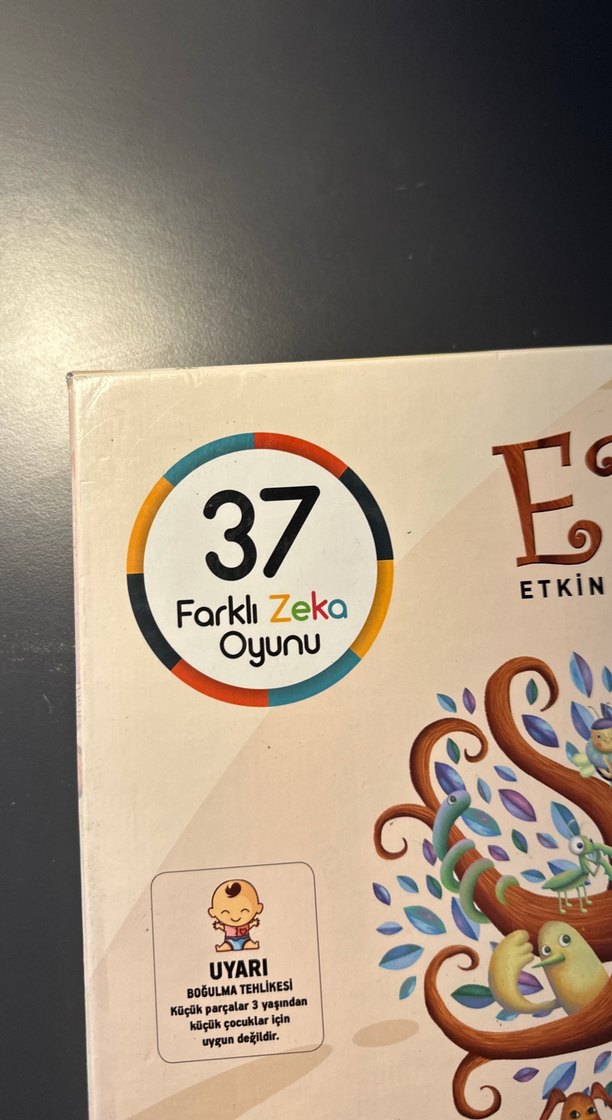 37
Farklı Zeka
Oyunu
ETKİN
UYARI
BOĞULMA TEHLİKESİ
Küçük parçalar 3 yaşından
küçük çocuklar için
uygun değildir.